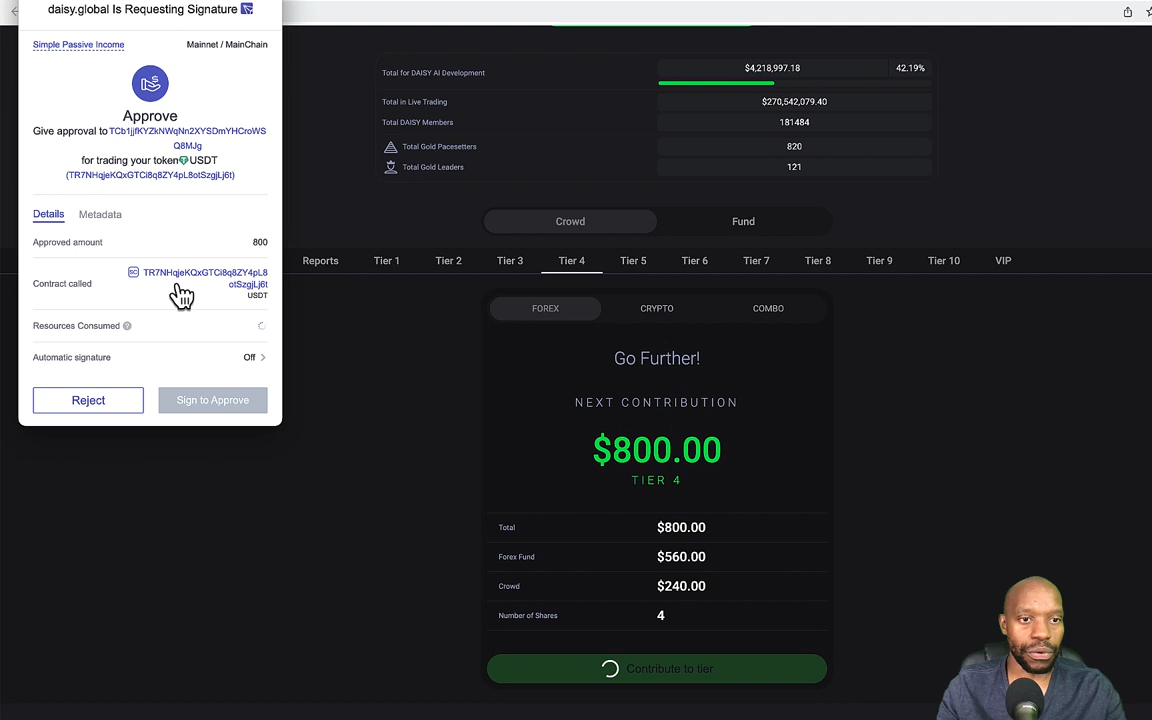 daisy.global Is Requesting Signature
Simple Passive Income Mainnet / MainChain
Approve
Give approval to TCb1jjfKYZkNWqNn2XYSDmYHCroWS
Q8MJg
for trading your token USDT
(TR7NHqjeKQxGTCi8q8ZY4pL8otSzgjLj6t)
Details Metadata
Approved amount 800
Contract called SC TR7NHqjeKQxGTCi8q8ZY4pL8
otSzgjLj6t
USDT
Resources Consumed ?
Automatic signature Off
Reject Sign to Approve
Total for DAISY AI Development $4,218,997.18 42.19%
Total in Live Trading $270,542,079.40
Total DAISY Members 181484
Total Gold Pacesetters 820
Total Gold Leaders 121
Crowd Fund
Reports Tier 1 Tier 2 Tier 3 Tier 4 Tier 5 Tier 6 Tier 7 Tier 8 Tier 9 Tier 10 VIP
FOREX CRYPTO COMBO
Go Further!
NEXT CONTRIBUTION
$800.00
TIER 4
Total $800.00
Forex Fund $560.00
Crowd $240.00
Number of Shares 4
Contribute to tier